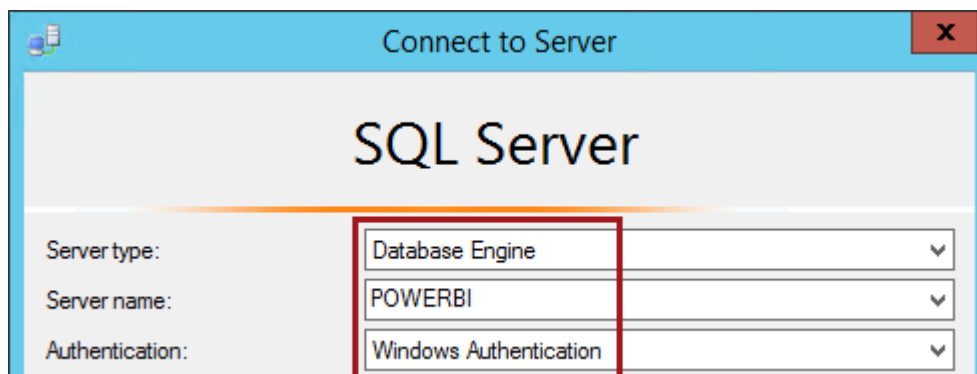 Connect to Server
SQL Server
Server type: Database Engine
Server name: POWERBI
Authentication: Windows Authentication